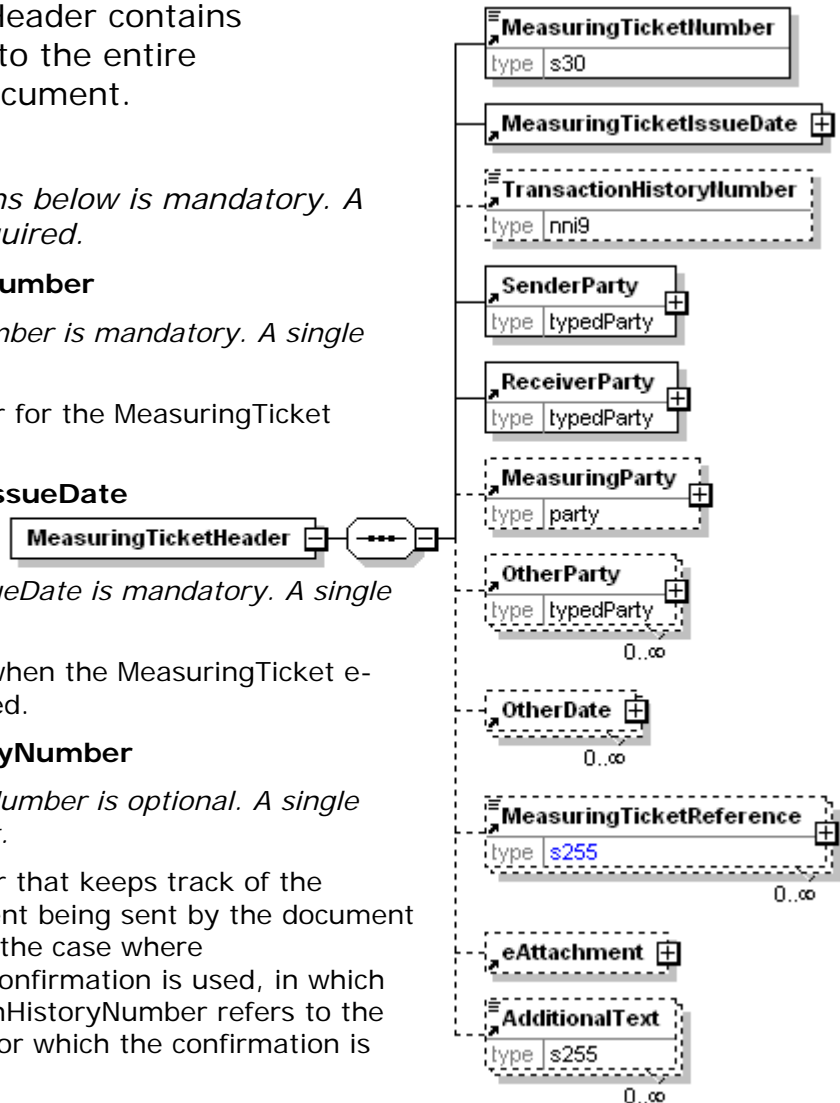 Header contains
to the entire
cument.
ns below is mandatory. A
uired.
umber
mber is mandatory. A single
r for the MeasuringTicket
ssueDate
ueDate is mandatory. A single
when the MeasuringTicket e-
ed.
yNumber
Number is optional. A single
r that keeps track of the
ent being sent by the document
the case where
onfirmation is used, in which
nHistoryNumber refers to the
or which the confirmation is
MeasuringTicketHeader
MeasuringTicketNumber
type s30
MeasuringTicketIssueDate
TransactionHistoryNumber
type nni9
SenderParty
type typedParty
ReceiverParty
type typedParty
MeasuringParty
type party
OtherParty
type typedParty
0..∞
OtherDate
0..∞
MeasuringTicketReference
type s255
0..∞
eAttachment
AdditionalText
type s255
0..∞